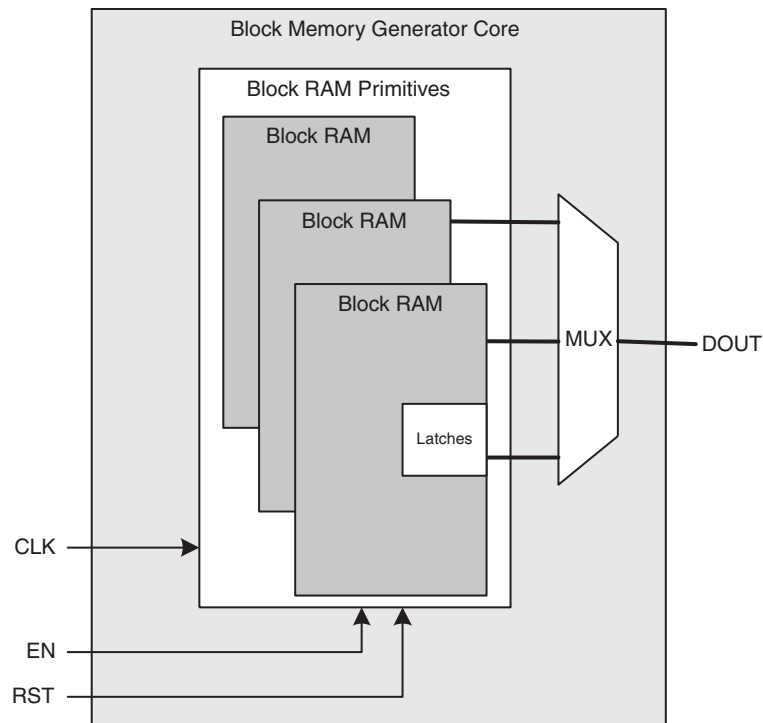 Block Memory Generator Core
Block RAM Primitives
Block RAM
Block RAM
Block RAM
MUX
DOUT
Latches
CLK
EN
RST